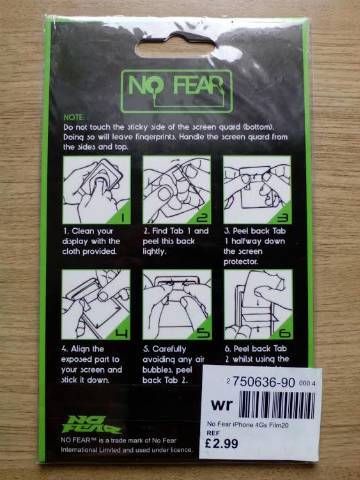 NO FEAR
NOTE:
Do not touch the sticky side of the screen guard (bottom).
Doing so will leave fingerprints. Handle the screen guard from
the sides and top.
1
2
3
1. Clean your
display with the
cloth provided.
2. Find Tab 1 and
peel this back
lightly.
3. Peel back Tab
1 halfway down
the screen
protector.
4
5
6
4. Align the
exposed part to
your screen and
stick it down.
5. Carefully
avoiding any air
bubbles, peel
back Tab 2.
6. Peel back Tab
2 whilst using the
2 750636-90 000 4
wr
No Fear iPhone 4Gs Film20
REF
£2.99
NO FEAR
NO FEAR™ is a trade mark of No Fear
International Limited and used under licence.